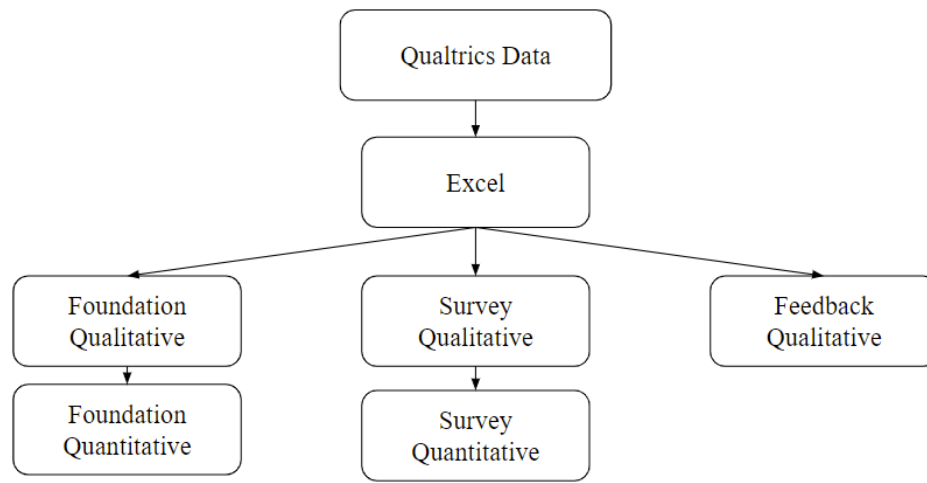 Qualtrics Data
Excel
Foundation
Qualitative
Survey
Qualitative
Feedback
Qualitative
Foundation
Quantitative
Survey
Quantitative